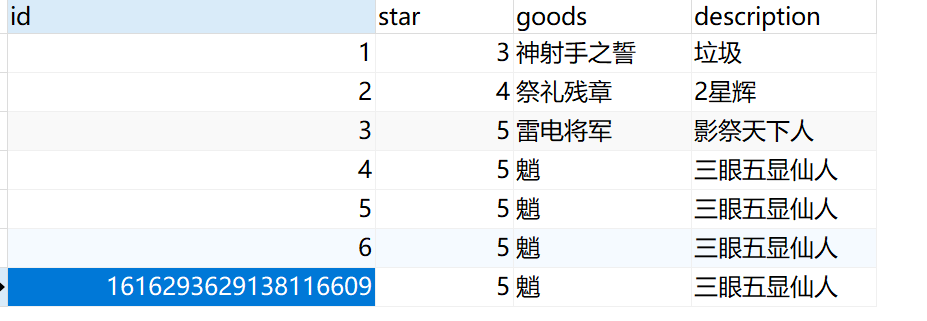 id star goods description
1 3 神射手之誓 垃圾
2 4 祭礼残章 2星辉
3 5 雷电将军 影祭天下人
4 5 魈 三眼五显仙人
5 5 魈 三眼五显仙人
6 5 魈 三眼五显仙人
1616293629138116609 5 魈 三眼五显仙人